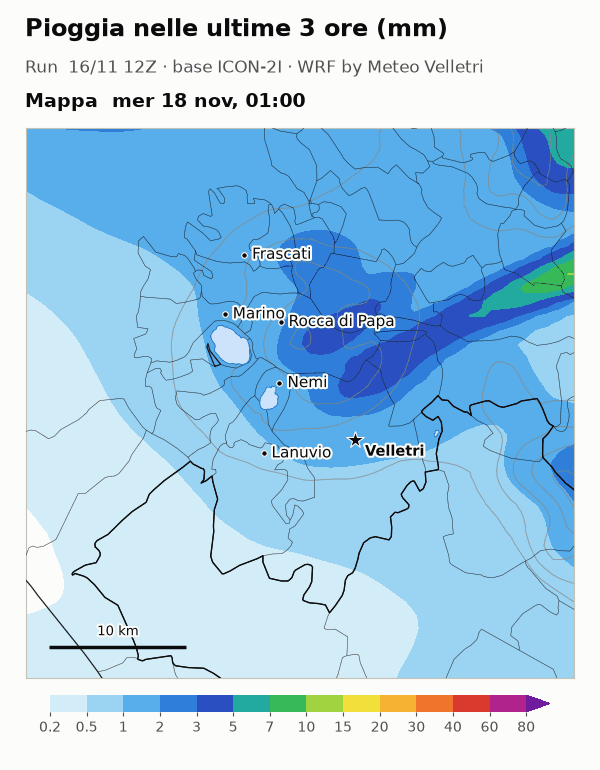 Pioggia nelle ultime 3 ore (mm)
Run  16/11 12Z · base ICON-2I · WRF by Meteo Velletri
Mappa  mer 18 nov, 01:00
Frascati
Marino
Rocca di Papa
Nemi
Velletri
Lanuvio
10 km
0.2 0.5 1 2 3 5 7 10 15 20 30 40 60 80